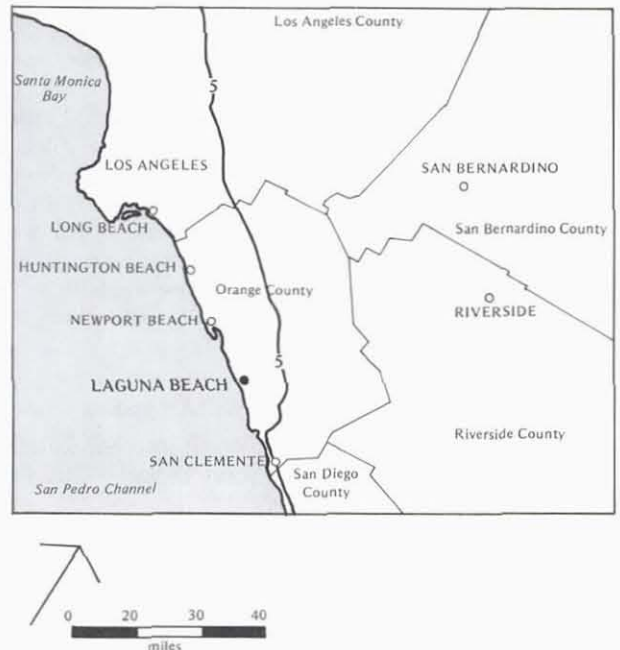 Los Angeles County
Santa Monica
Bay
5
LOS ANGELES
SAN BERNARDINO
LONG BEACH
San Bernardino County
HUNTINGTON BEACH
Orange County
RIVERSIDE
NEWPORT BEACH
5
LAGUNA BEACH
Riverside County
SAN CLEMENTE
San Diego
County
San Pedro Channel
0 20 30 40
miles